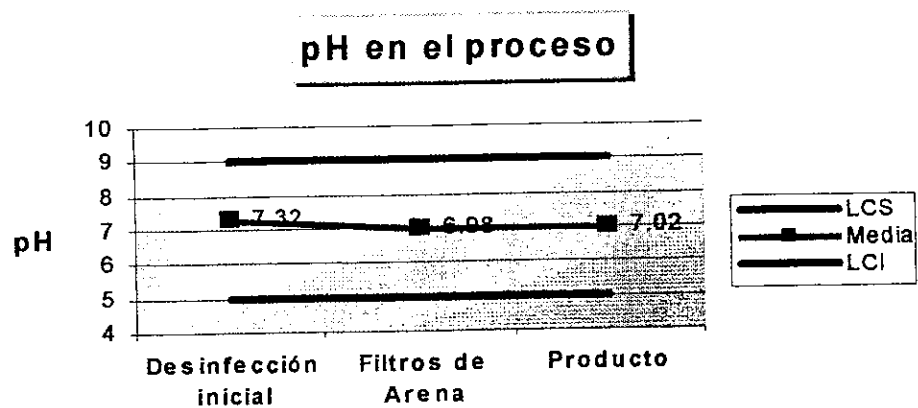 pH en el proceso
10
9
8
7
6
5
4
pH
7.32
6.98
7.02
Desinfección
inicial
Filtros de
Arena
Producto
LCS
Media
LCI